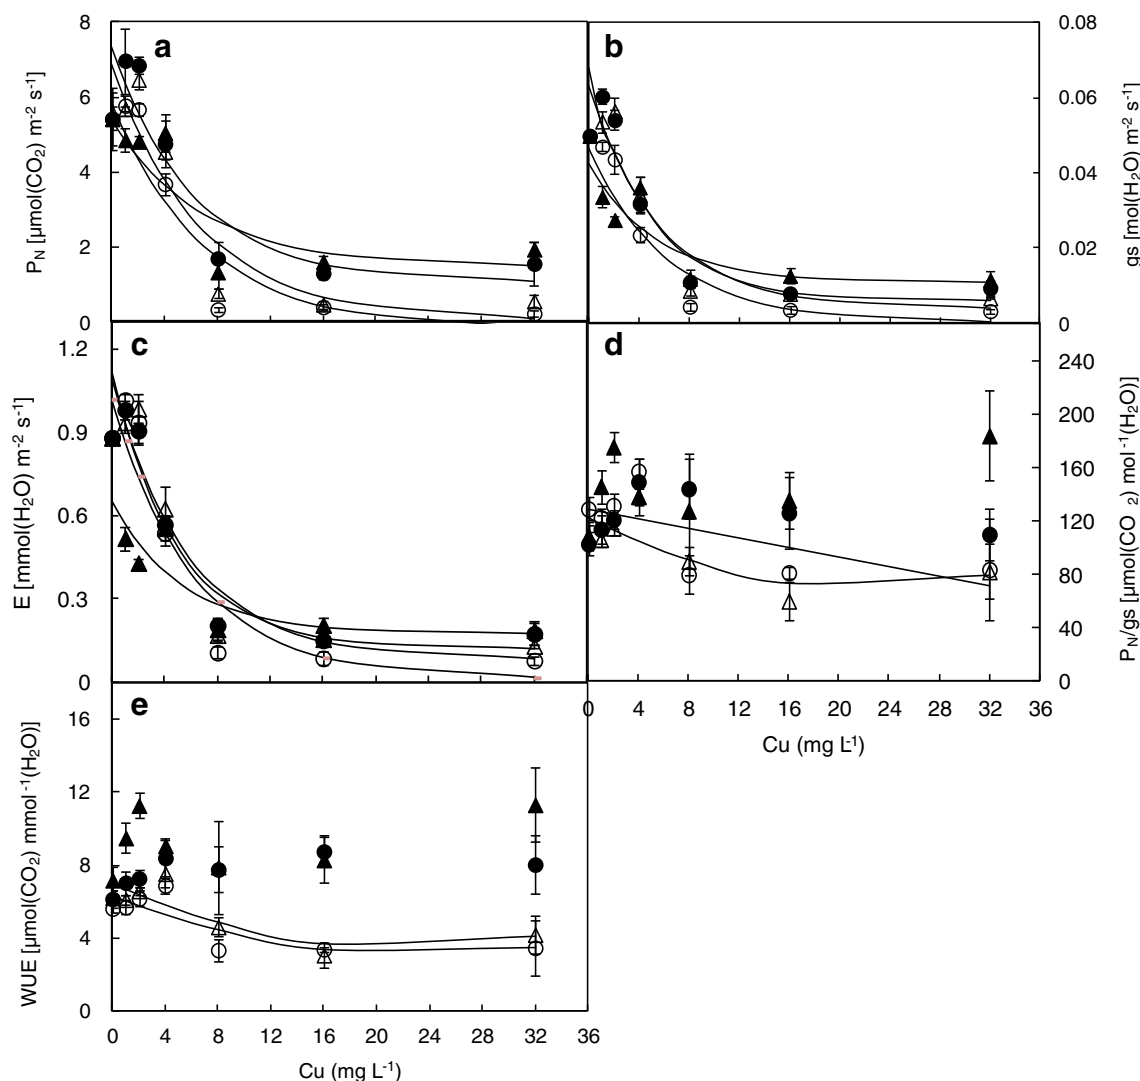 8
6
4
2
0
P_N [µmol(CO₂) m⁻² s⁻¹)
a
b
0.08
0.06
0.04
0.02
0
gs [mol(H₂O) m⁻² s⁻¹)
1.2
0.9
0.6
0.3
0
E [mmol(H₂O) m⁻² s⁻¹)
c
d
240
200
160
120
80
40
0
P_N/gs [µmol(CO ₂) mol⁻¹(H₂O)]
0 4 8 12 16 20 24 28 32 36
Cu (mg L⁻¹)
16
12
8
4
0
WUE [µmol(CO₂) mmol⁻¹(H₂O)]
e
0 4 8 12 16 20 24 28 32 36
Cu (mg L⁻¹)